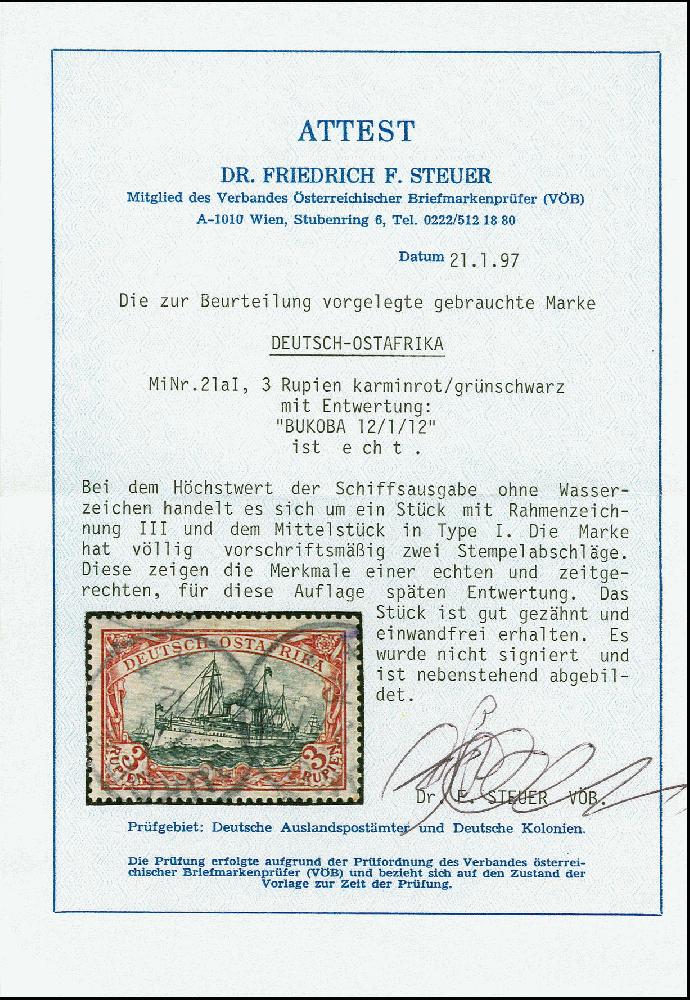 ATTEST
DR. FRIEDRICH F. STEUER
Mitglied des Verbandes Österreichischer Briefmarkenprüfer (VÖB)
A-1010 Wien, Stubenring 6, Tel. 0222/512 18 80
Datum 21.1.97
Die zur Beurteilung vorgelegte gebrauchte Marke
DEUTSCH-OSTAFRIKA
MiNr.21aI, 3 Rupien karminrot/grünschwarz
mit Entwertung:
"BUKOBA 12/1/12"
ist e cht .
Bei dem Höchstwert der Schiffsausgabe ohne Wasser-
zeichen handelt es sich um ein Stück mit Rahmenzeich-
nung III und dem Mittelstück in Type I. Die Marke
hat völlig vorschriftsmäßig zwei Stempelabschläge.
Diese zeigen die Merkmale einer echten und zeitge-
rechten, für diese Auflage späten Entwertung. Das
Stück ist gut gezähnt und
einwandfrei erhalten. Es
wurde nicht signiert und
ist nebenstehend abgebil-
det.
DEUTSCH-OSTAFRIKA
3 RUPIEN
3 RUPIEN
Dr. F. STEUER VÖB.
Prüfgebiet: Deutsche Auslandspostämter und Deutsche Kolonien.
Die Prüfung erfolgte aufgrund der Prüfordnung des Verbandes österrei-
chischer Briefmarkenprüfer (VÖB) und bezieht sich auf den Zustand der
Vorlage zur Zeit der Prüfung.